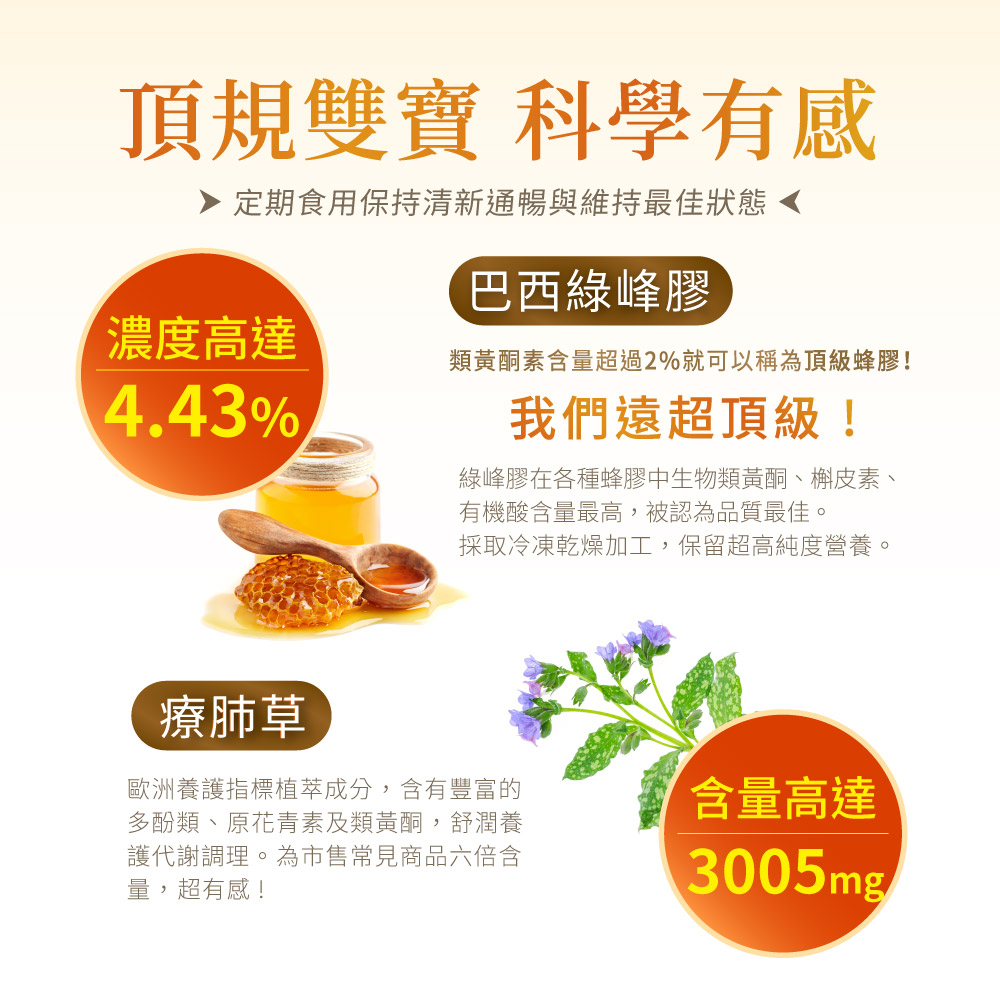 頂規雙寶 科學有感
➤ 定期食用保持清新通暢與維持最佳狀態 ➤
濃度高達
4.43%
巴西綠峰膠
類黃酮素含量超過2%就可以稱為頂級蜂膠!
我們遠超頂級！
綠峰膠在各種蜂膠中生物類黃酮、槲皮素、
有機酸含量最高，被認為品質最佳。
採取冷凍乾燥加工，保留超高純度營養。
療肺草
歐洲養護指標植萃成分，含有豐富的
多酚類、原花青素及類黃酮，舒潤養
護代謝調理。為市售常見商品六倍含
量，超有感!
含量高達
3005mg